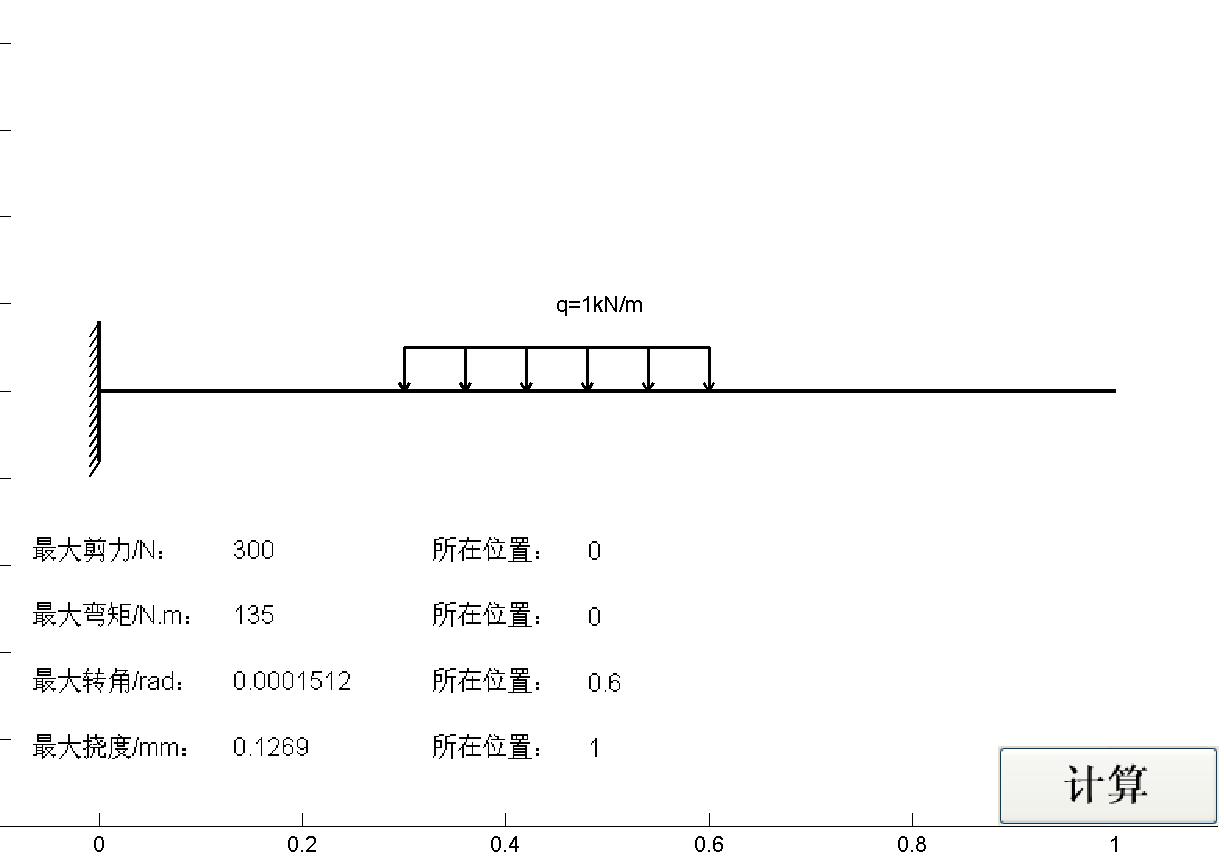 q=1kN/m
最大剪力/N: 300 所在位置: 0
最大弯矩/N.m: 135 所在位置: 0
最大转角/rad: 0.0001512 所在位置: 0.6
最大挠度/mm: 0.1269 所在位置: 1
计算
0 0.2 0.4 0.6 0.8 1